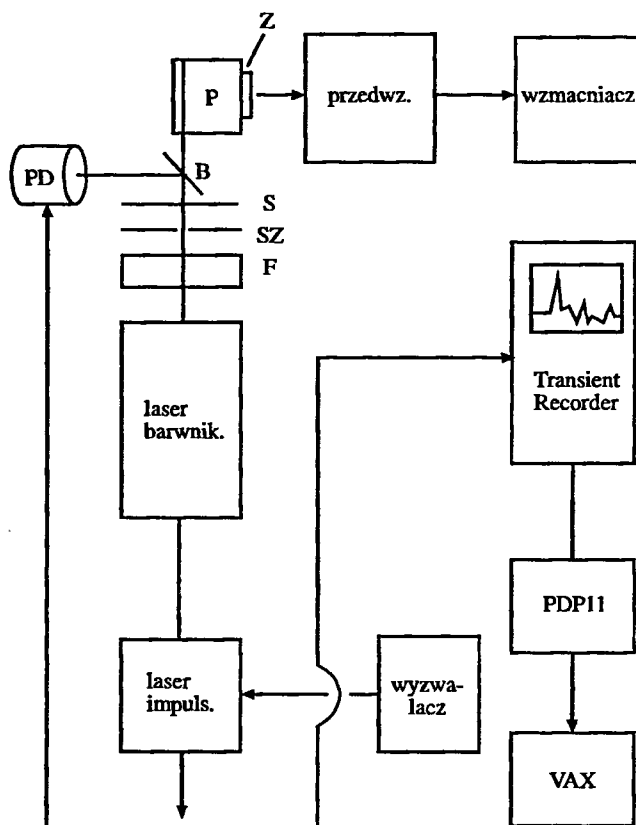 Z
P
przedwz.
wzmacniacz
PD
B
S
SZ
F
laser
barwnik.
Transient
Recorder
PDP11
laser
impuls.
wyzwa-
lacz
VAX